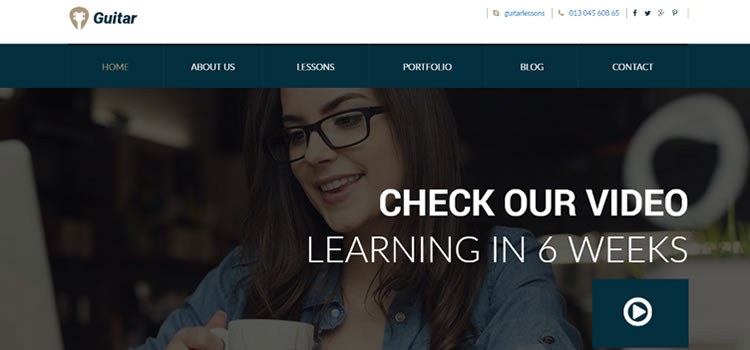 Guitar
guitarlessons
013 045 608 65
HOME ABOUT US LESSONS PORTFOLIO BLOG CONTACT
CHECK OUR VIDEO
LEARNING IN 6 WEEKS